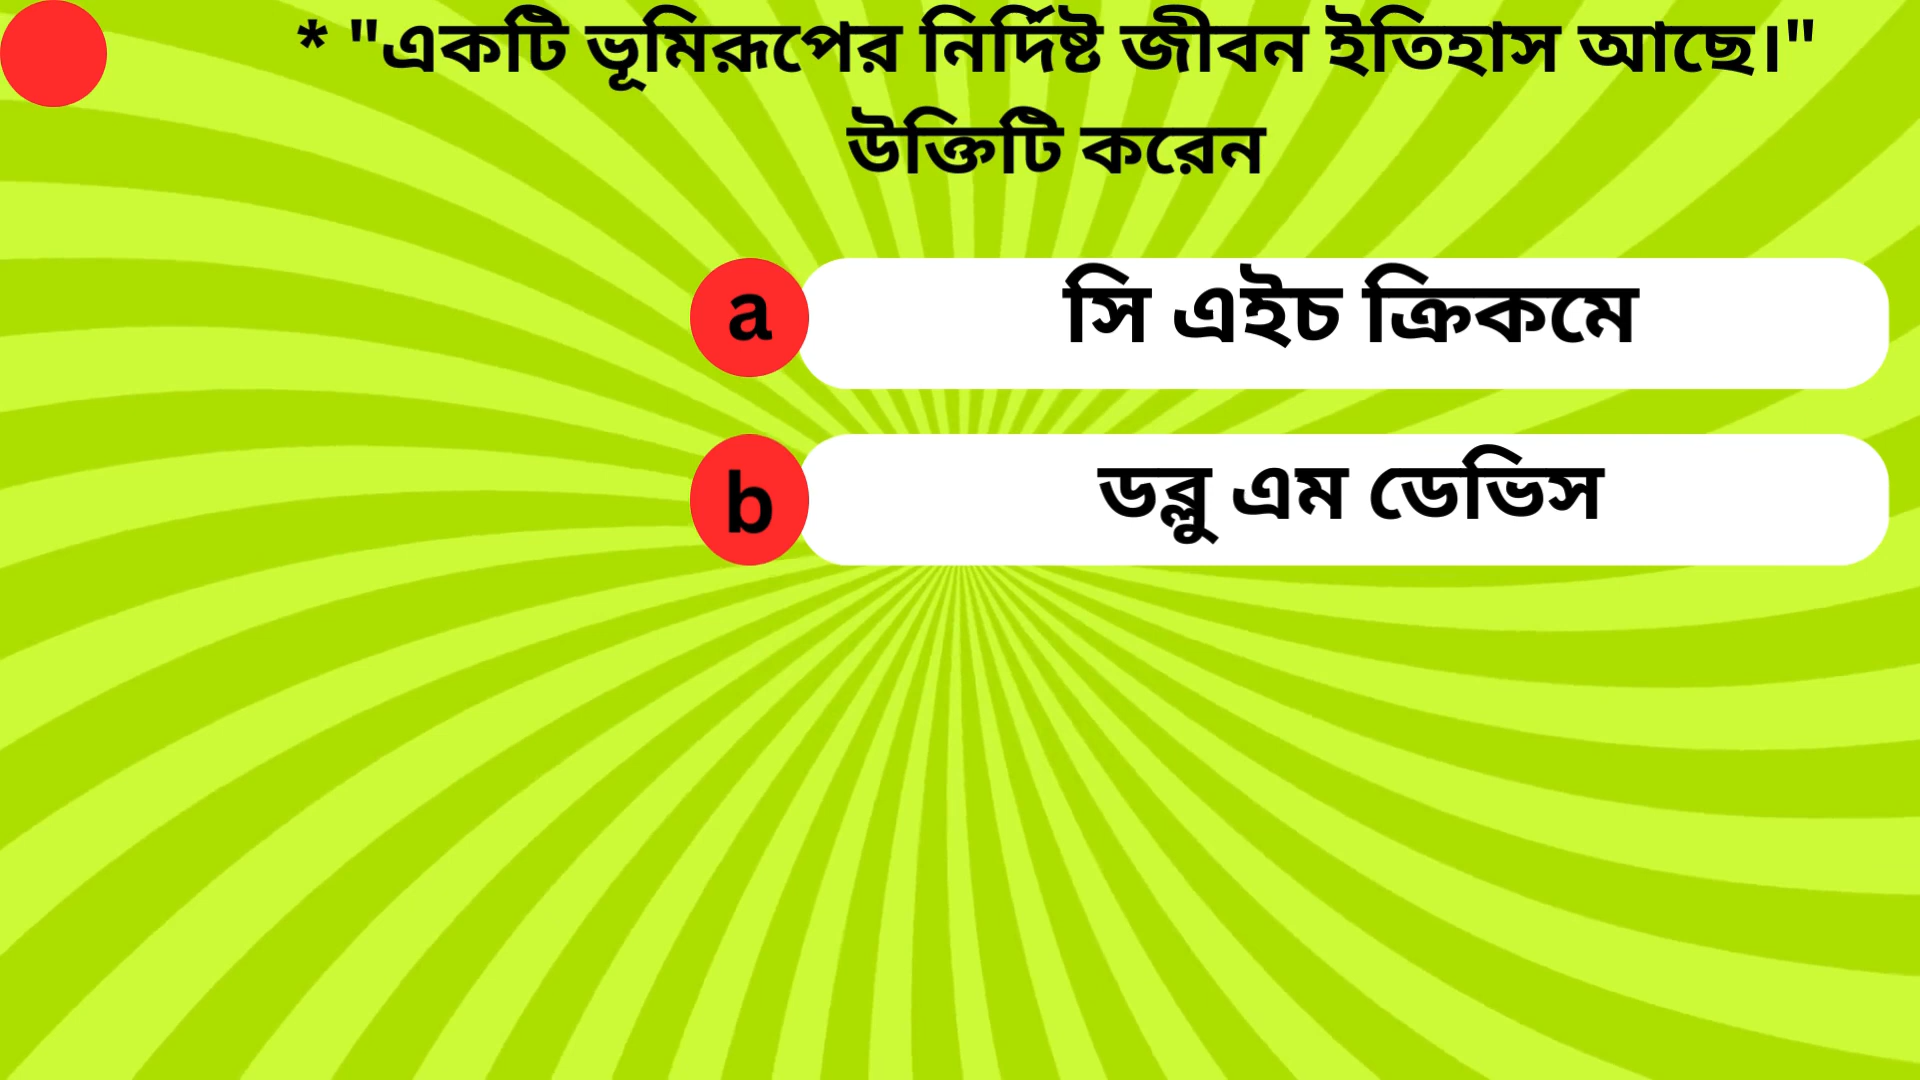 * "একটি ভূমিরূপের নির্দিষ্ট জীবন ইতিহাস আছে।"
উক্তিটি করেন
a সি এইচ ক্রিকমে
b ডব্লু এম ডেভিস